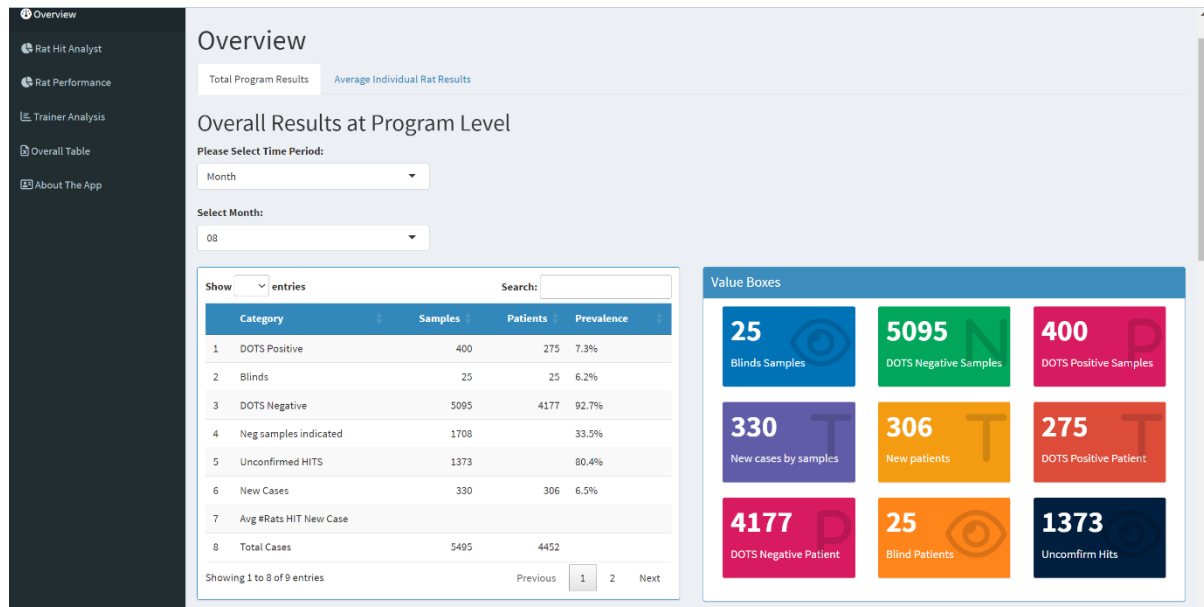 Overview
Rat Hit Analyst
Rat Performance
Trainer Analysis
Overall Table
About The App
Overview
Total Program Results Average Individual Rat Results
Overall Results at Program Level
Please Select Time Period:
Month
Select Month:
08
Show entries Search:
Category Samples Patients Prevalence
1 DOTS Positive 400 275 7.3%
2 Blinds 25 25 6.2%
3 DOTS Negative 5095 4177 92.7%
4 Neg samples indicated 1708 33.5%
5 Unconfirmed HITS 1373 80.4%
6 New Cases 330 306 6.5%
7 Avg #Rats HIT New Case
8 Total Cases 5495 4452
Showing 1 to 8 of 9 entries Previous 1 2 Next
Value Boxes
25
Blinds Samples
5095
DOTS Negative Samples
N
400
DOTS Positive Samples
P
330
New cases by samples
T
306
New patients
T
275
DOTS Positive Patient
T
4177
DOTS Negative Patient
P
25
Blind Patients
1373
Uncomfirm Hits